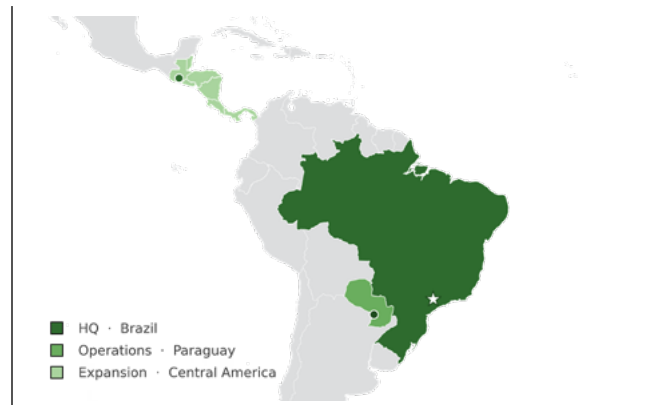 HQ · Brazil
Operations · Paraguay
Expansion · Central America